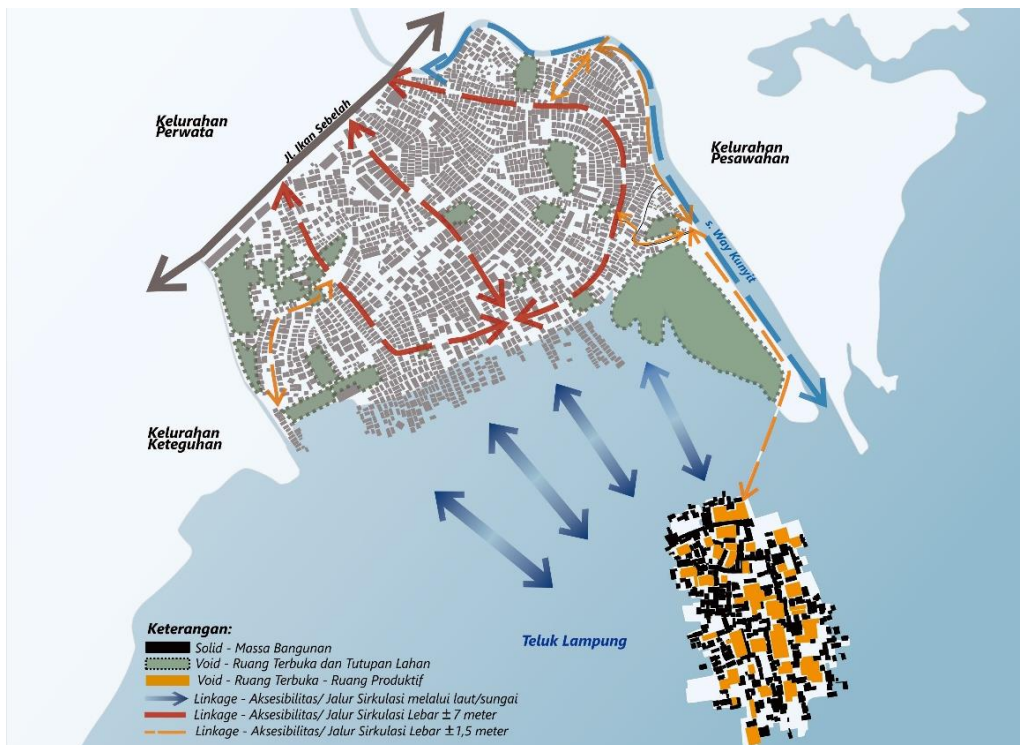 Kelurahan
Perwata
Jl. Ikan Sebelah
Kelurahan
Pesawahan
s. Way Kunyit
Kelurahan
Keteguhan
Teluk Lampung
Keterangan:
Solid - Massa Bangunan
Void - Ruang Terbuka dan Tutupan Lahan
Void - Ruang Terbuka - Ruang Produktif
Linkage - Aksesibilitas/ Jalur Sirkulasi melalui laut/sungai
Linkage - Aksesibilitas/ Jalur Sirkulasi Lebar ± 7 meter
Linkage - Aksesibilitas/ Jalur Sirkulasi Lebar ±1,5 meter